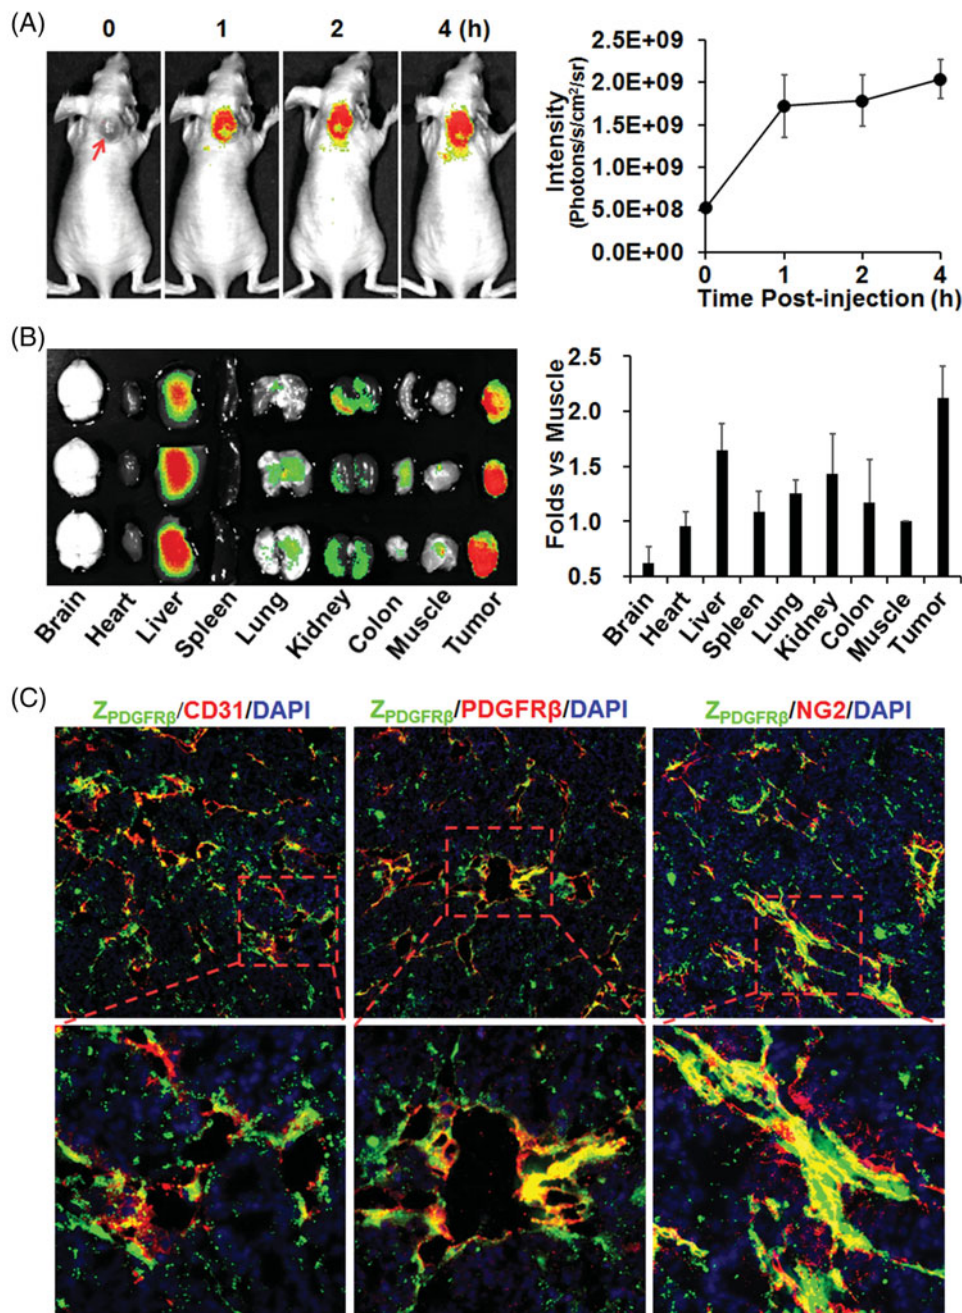 (A)
0 1 2 4 (h)
2.5E+09
2.0E+09
1.5E+09
1.0E+09
5.0E+08
0.0E+00
Intensity
(Photons/s/cm²/sr)
0 1 2 4
Time Post-injection (h)
(B)
Brain Heart Liver Spleen Lung Kidney Colon Muscle Tumor
2.5
2.0
1.5
1.0
0.5
Folds vs Muscle
Brain Heart Liver Spleen Lung Kidney Colon Muscle Tumor
(C)
Z_PDGFRβ/CD31/DAPI Z_PDGFRβ/PDGFRβ/DAPI Z_PDGFRβ/NG2/DAPI